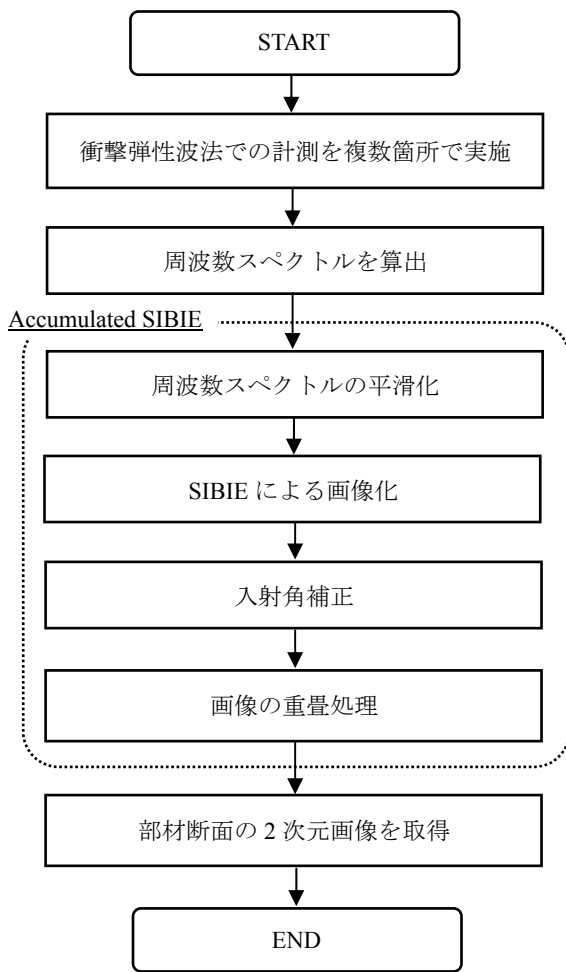 START
衝撃弾性波法での計測を複数箇所で実施
周波数スペクトルを算出
Accumulated SIBIE
周波数スペクトルの平滑化
SIBIE による画像化
入射角補正
画像の重畳処理
部材断面の 2 次元画像を取得
END